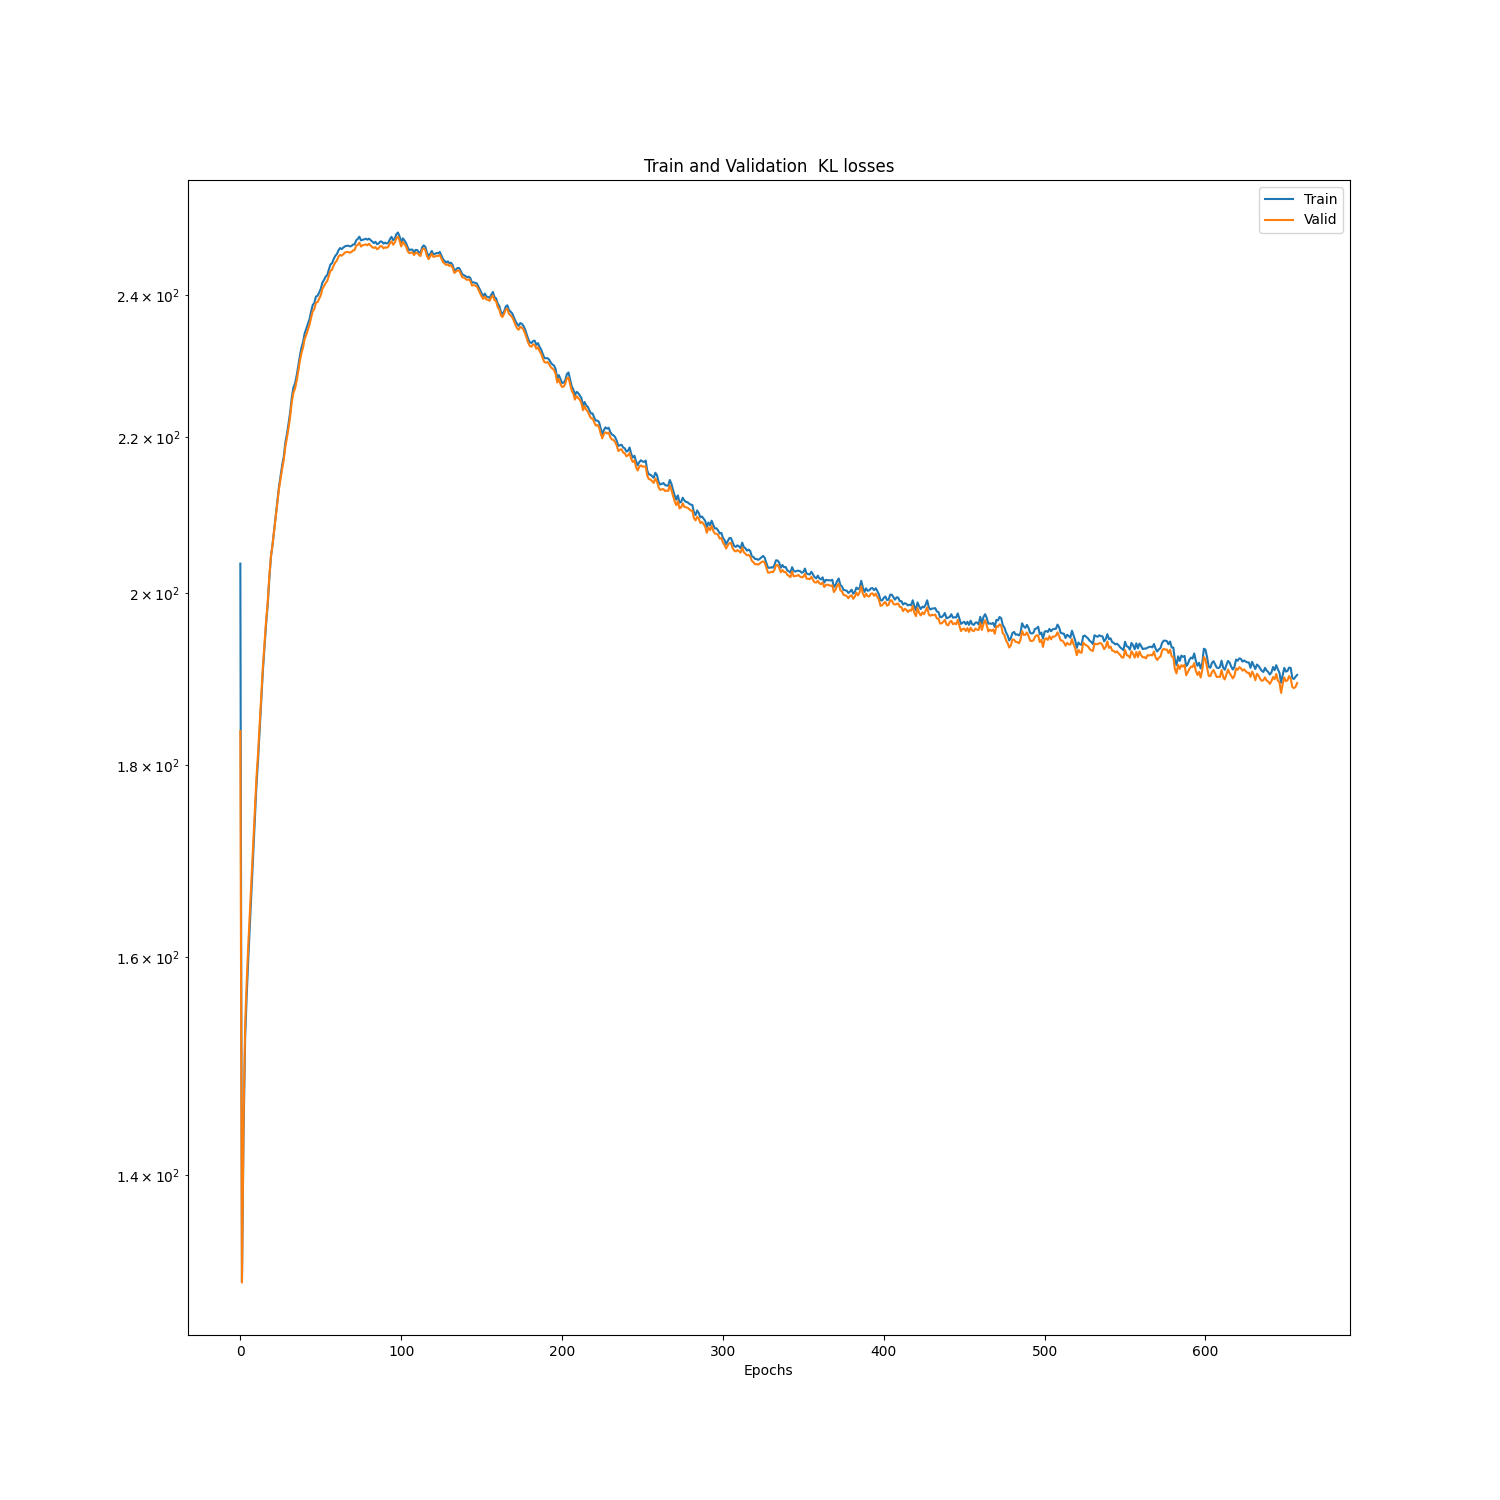 Train and Validation  KL losses
Train
Valid
2.4 × 10²
2.2 × 10²
2 × 10²
1.8 × 10²
1.6 × 10²
1.4 × 10²
0 100 200 300 400 500 600
Epochs